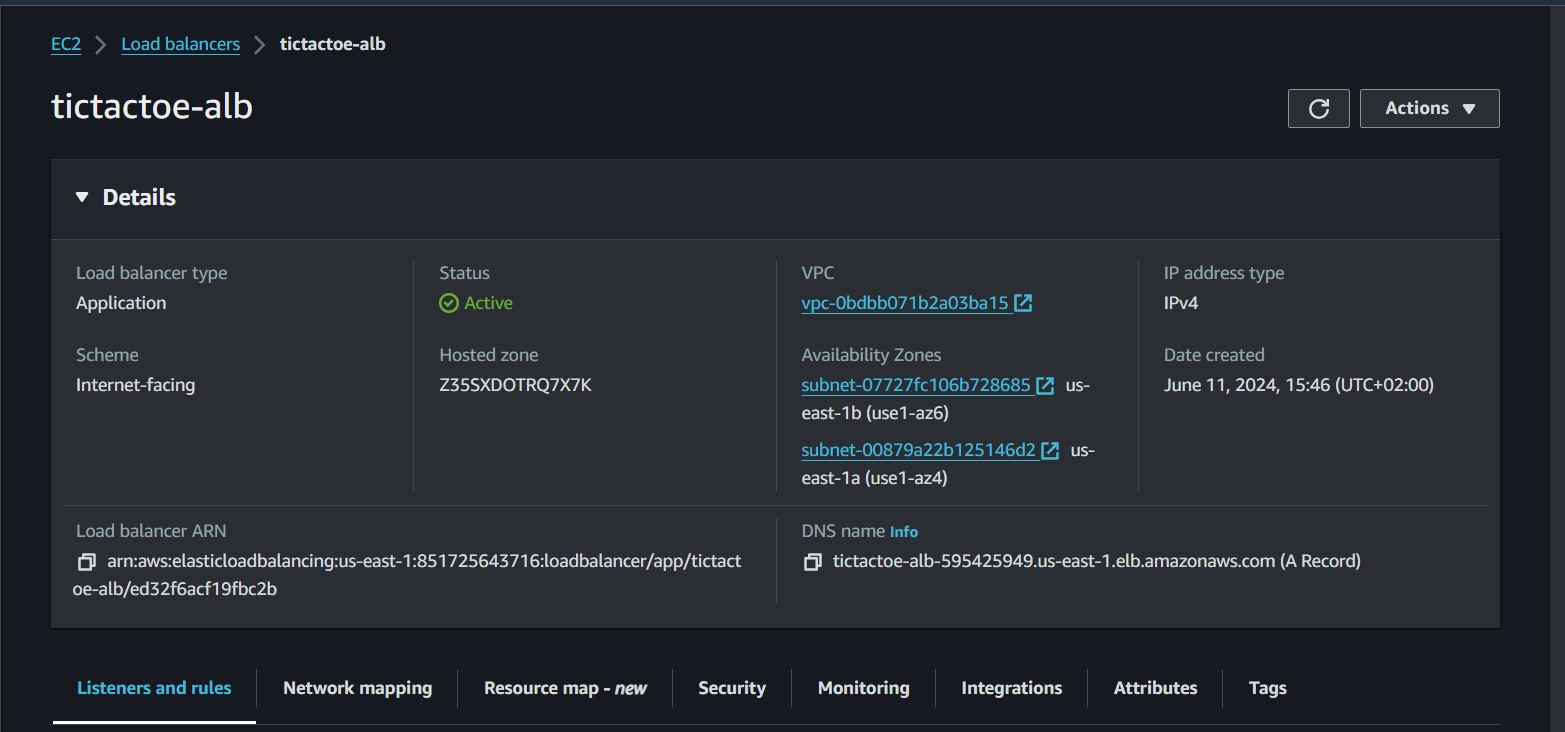 EC2 > Load balancers > tictactoe-alb
tictactoe-alb
Actions
Details
Load balancer type
Application
Status
Active
VPC
vpc-0bdbb071b2a03ba15
IP address type
IPv4
Scheme
Internet-facing
Hosted zone
Z35SXDOTRQ7X7K
Availability Zones
subnet-07727fc106b728685 us-
east-1b (use1-az6)
subnet-00879a22b125146d2 us-
east-1a (use1-az4)
Date created
June 11, 2024, 15:46 (UTC+02:00)
Load balancer ARN
arn:aws:elasticloadbalancing:us-east-1:851725643716:loadbalancer/app/tictact
oe-alb/ed32f6acf19fbc2b
DNS name Info
tictactoe-alb-595425949.us-east-1.elb.amazonaws.com (A Record)
Listeners and rules
Network mapping
Resource map - new
Security
Monitoring
Integrations
Attributes
Tags